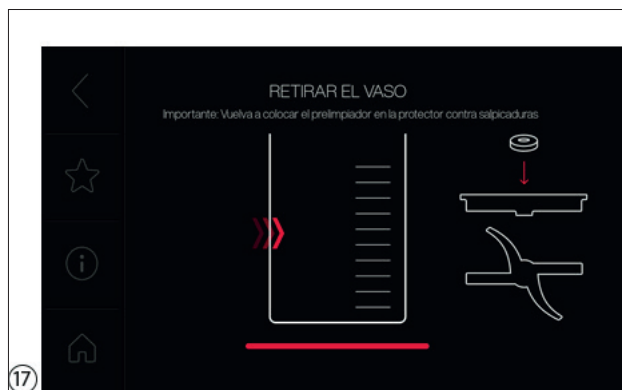 RETIRAR EL VASO
Importante: Vuelva a colocar el prelimpiador en la protector contra salpicaduras
17